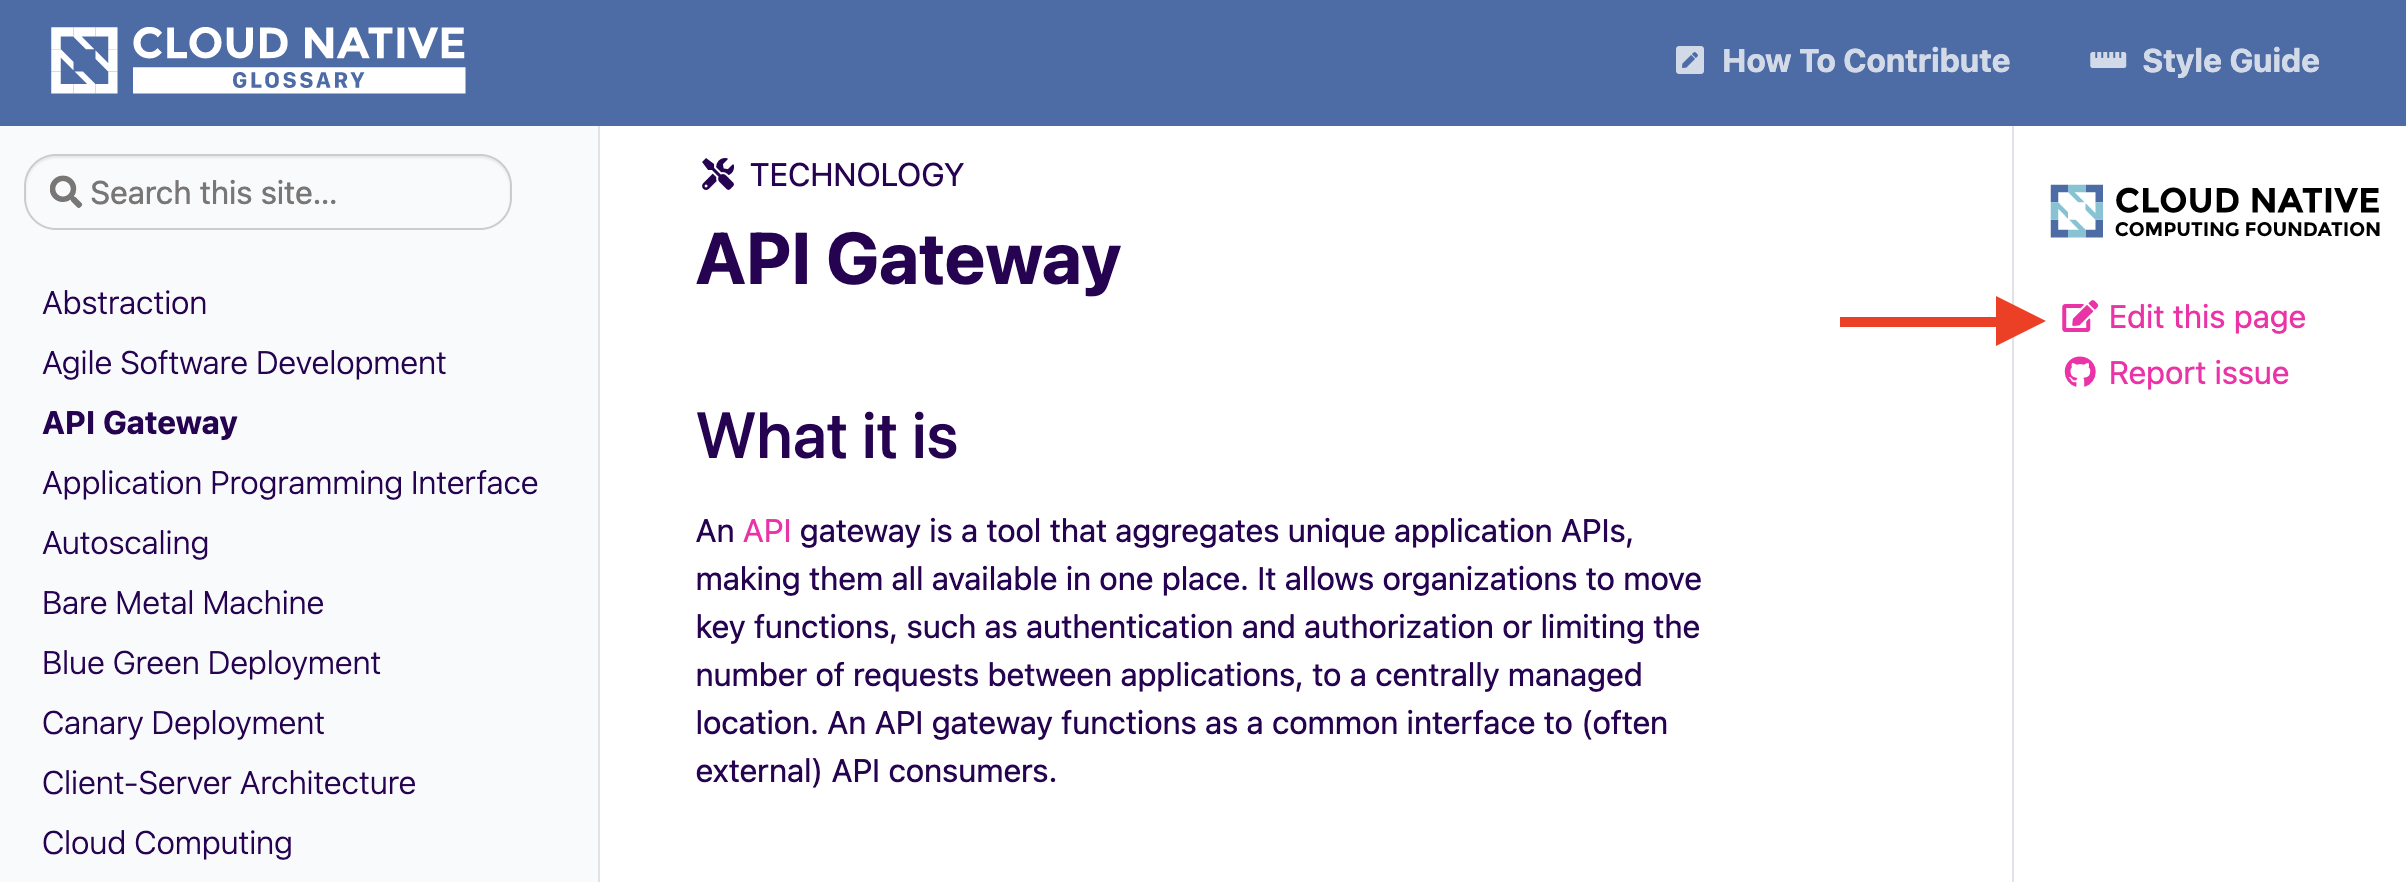 CLOUD NATIVE
GLOSSARY
How To Contribute
Style Guide
Search this site...
Abstraction
Agile Software Development
API Gateway
Application Programming Interface
Autoscaling
Bare Metal Machine
Blue Green Deployment
Canary Deployment
Client-Server Architecture
Cloud Computing
TECHNOLOGY
API Gateway
What it is
An API gateway is a tool that aggregates unique application APIs,
making them all available in one place. It allows organizations to move
key functions, such as authentication and authorization or limiting the
number of requests between applications, to a centrally managed
location. An API gateway functions as a common interface to (often
external) API consumers.
CLOUD NATIVE
COMPUTING FOUNDATION
Edit this page
Report issue